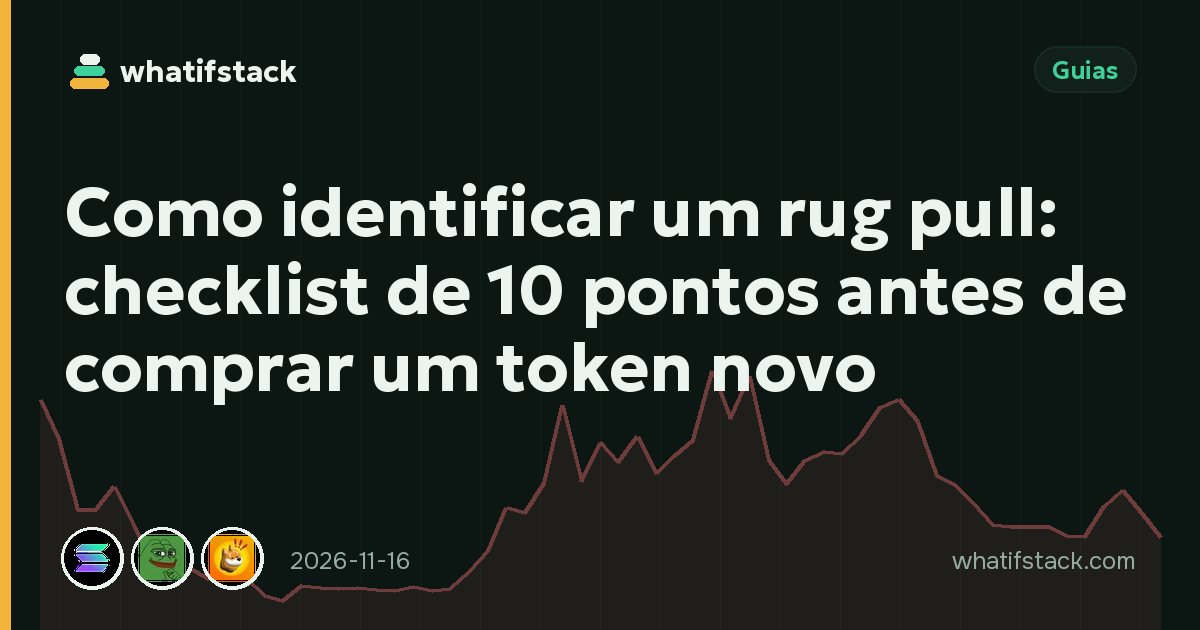 whatifstack
Guias
Como identificar um rug pull:
checklist de 10 pontos antes de
comprar um token novo
2026-11-16
whatifstack.com